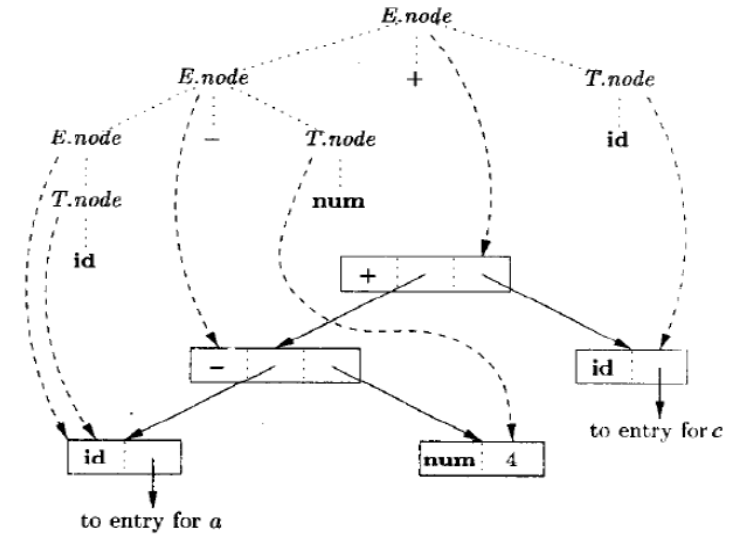 E.node
E.node + T.node
E.node − T.node id
T.node num
id
+
− id
to entry for c
id num 4
to entry for a